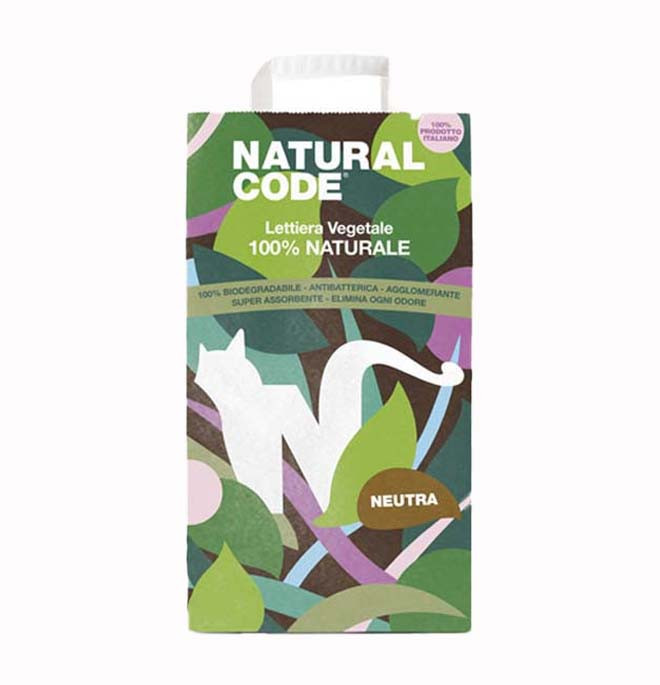 100%
PRODOTTO
ITALIANO
NATURAL
CODE®
Lettiera Vegetale
100% NATURALE
100% BIODEGRADABILE - ANTIBATTERICA - AGGLOMERANTE
SUPER ASSORBENTE - ELIMINA OGNI ODORE
N
NEUTRA